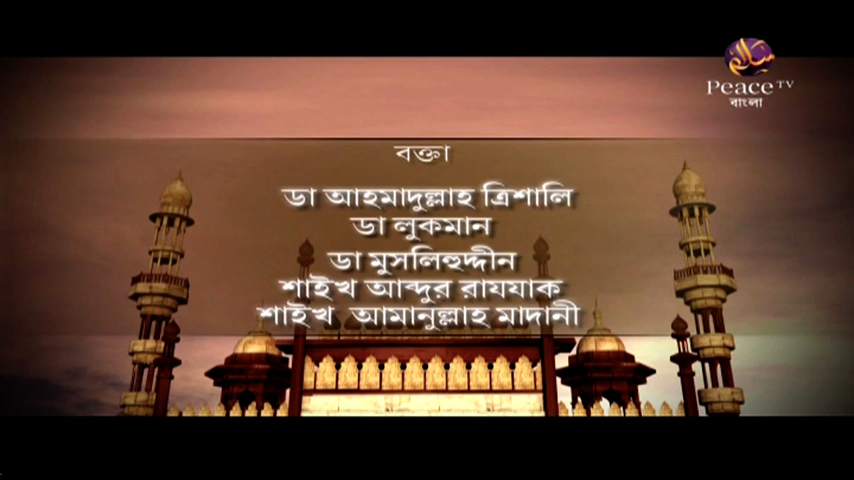 Peace TV
বাংলা
বক্তা
ডা আহমাদুল্লাহ ত্রিশালি
ডা লুকমান
ডা মুসলিহুদ্দীন
শাইখ আব্দুর রাযযাক
শাইখ আমানুল্লাহ মাদানী